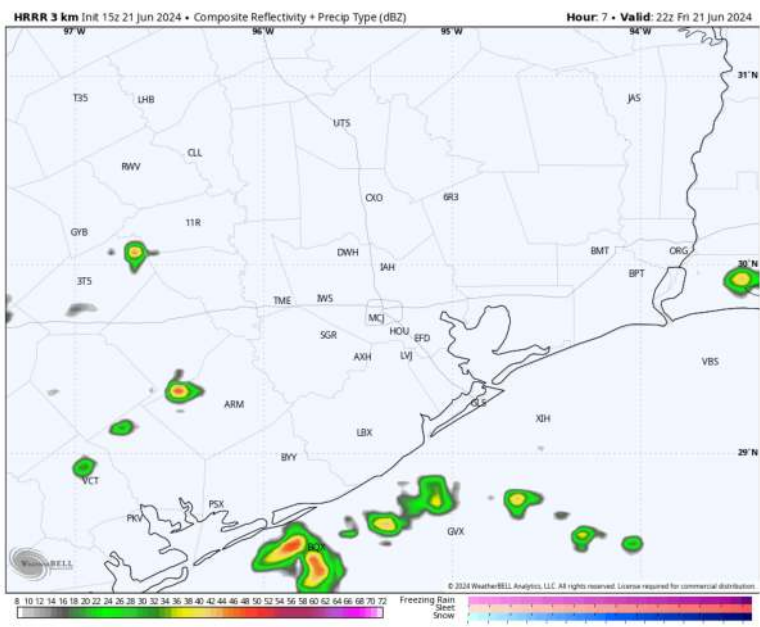 HRRR 3 km Init 15z 21 Jun 2024 • Composite Reflectivity + Precip Type (dBZ) Hour: 7 • Valid: 22z Fri 21 Jun 2024
97°W 96°W 95°W 94°W
31°N
T35 LHB JAS
UTS
CLL
RWV
CXO 6R3
11R
GYB
DWH BMT ORG
IAH 30°N
BPT
3T5
TME IWS
MCJ
SGR HOU EFD
AXH LVJ
VBS
ARM GLS
XIH
LBX
29°N
BYY
VCT
PSX
PKV
GVX
BQX
WeatherBELL
© 2024 WeatherBELL Analytics, LLC. All rights reserved. License required for commercial distribution.
8 10 12 14 16 18 20 22 24 26 28 30 32 34 36 38 40 42 44 46 48 50 52 54 56 58 60 62 64 66 68 70 72
Freezing Rain
Sleet
Snow